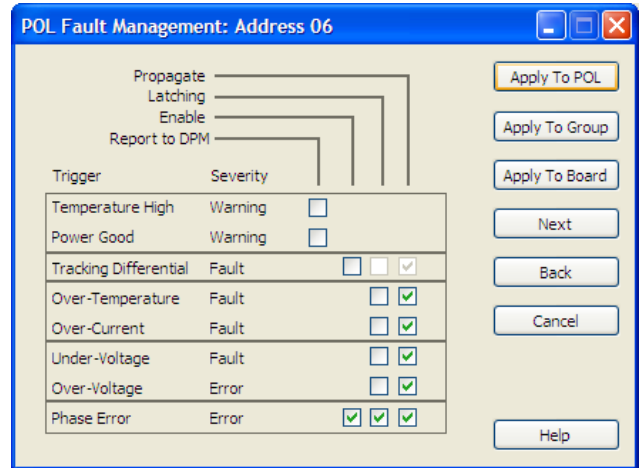 POL Fault Management: Address 06
Propagate
Latching
Enable
Report to DPM
Trigger Severity
Temperature High Warning
Power Good Warning
Tracking Differential Fault
Over-Temperature Fault
Over-Current Fault
Under-Voltage Fault
Over-Voltage Error
Phase Error Error
Apply To POL
Apply To Group
Apply To Board
Next
Back
Cancel
Help